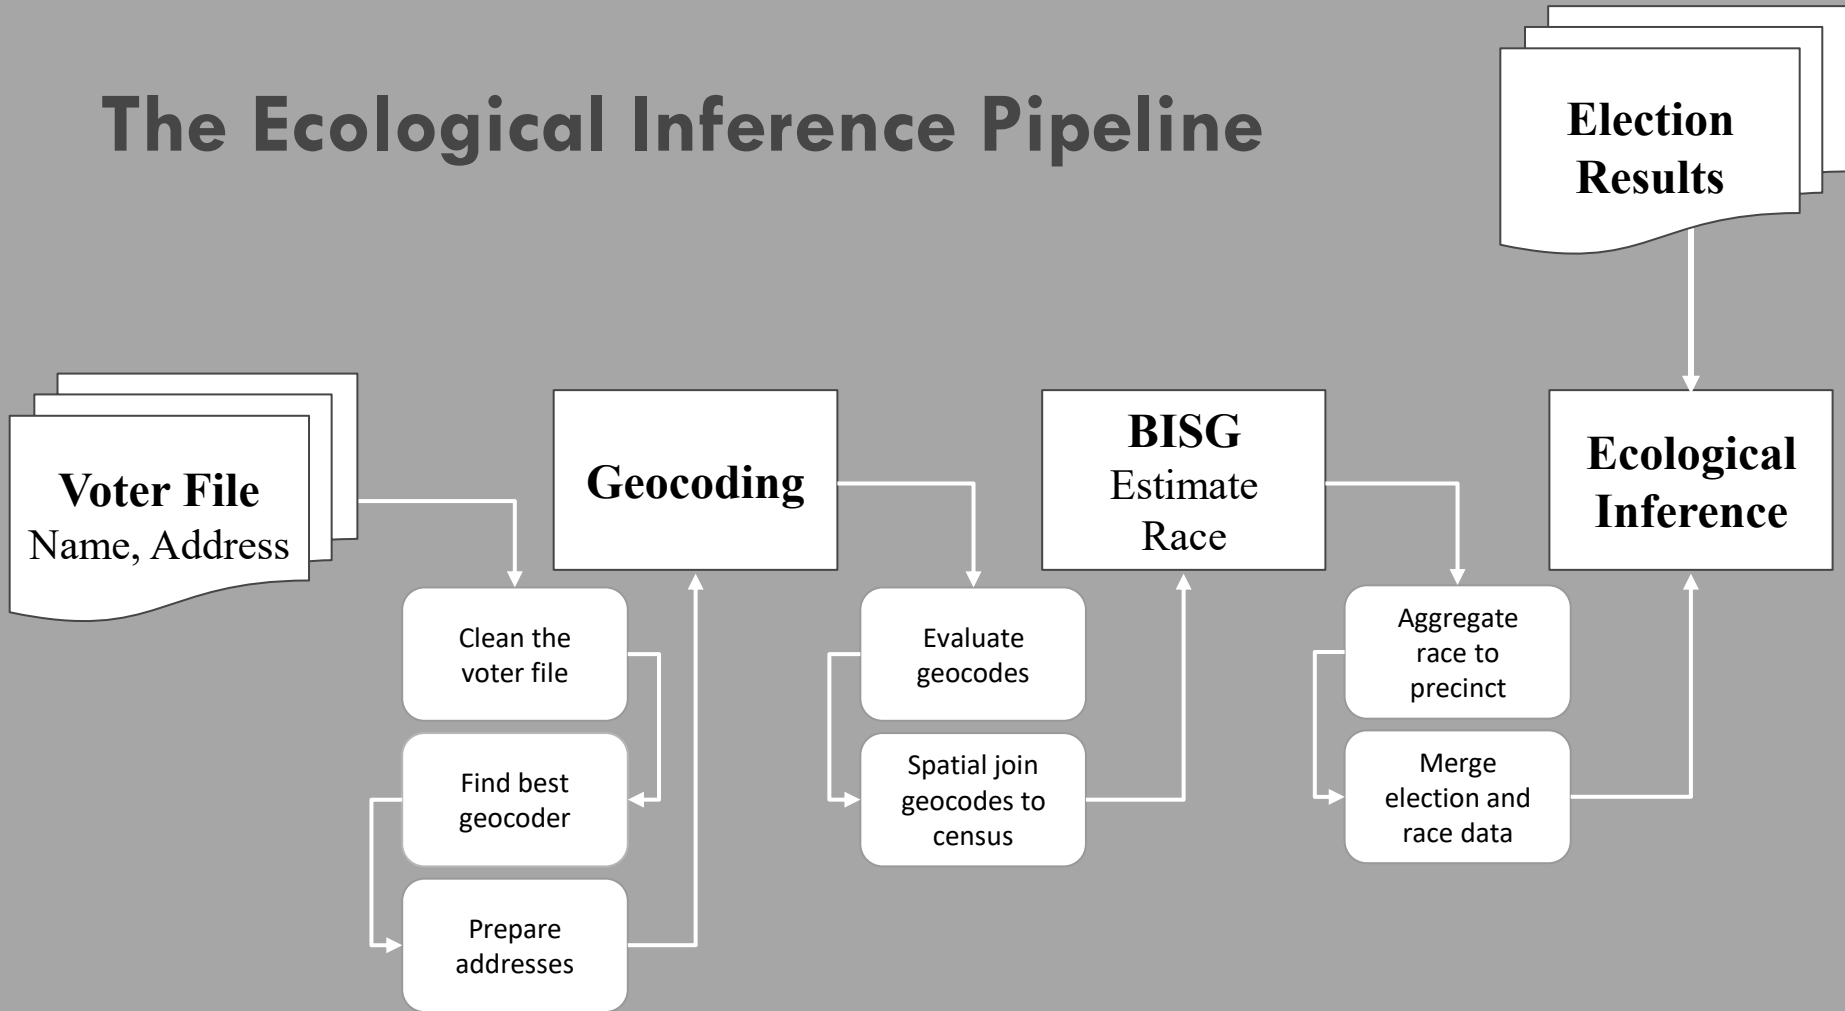 The Ecological Inference Pipeline
Election
Results
Voter File
Name, Address
Geocoding
BISG
Estimate
Race
Ecological
Inference
Clean the
voter file
Find best
geocoder
Prepare
addresses
Evaluate
geocodes
Spatial join
geocodes to
census
Aggregate
race to
precinct
Merge
election and
race data